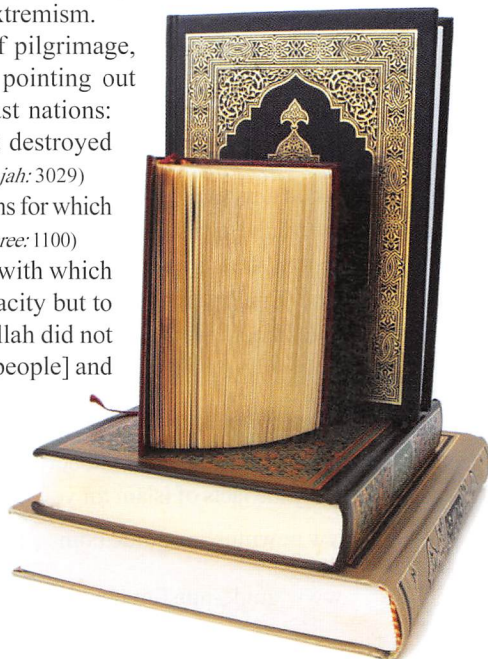 xtremism.
f pilgrimage,
pointing out
ast nations:
destroyed
jah: 3029)
ns for which
ree: 1100)
with which
acity but to
llah did not
people] and